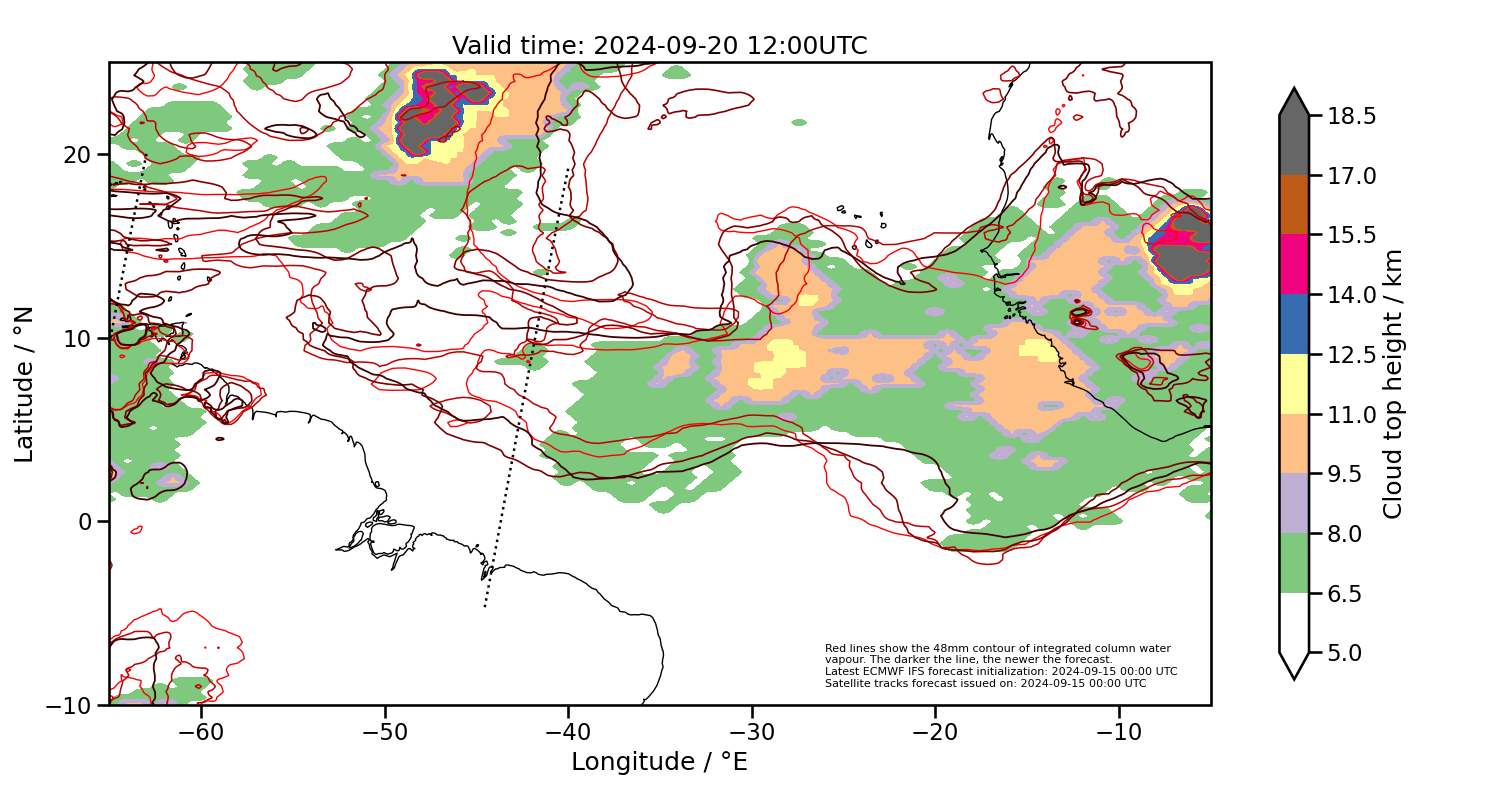 Valid time: 2024-09-20 12:00UTC
20
10
0
−10
Latitude / °N
−60
−50
−40
−30
−20
−10
Longitude / °E
Red lines show the 48mm contour of integrated column water
vapour. The darker the line, the newer the forecast.
Latest ECMWF IFS forecast initialization: 2024-09-15 00:00 UTC
Satellite tracks forecast issued on: 2024-09-15 00:00 UTC
18.5
17.0
15.5
14.0
12.5
11.0
9.5
8.0
6.5
5.0
Cloud top height / km